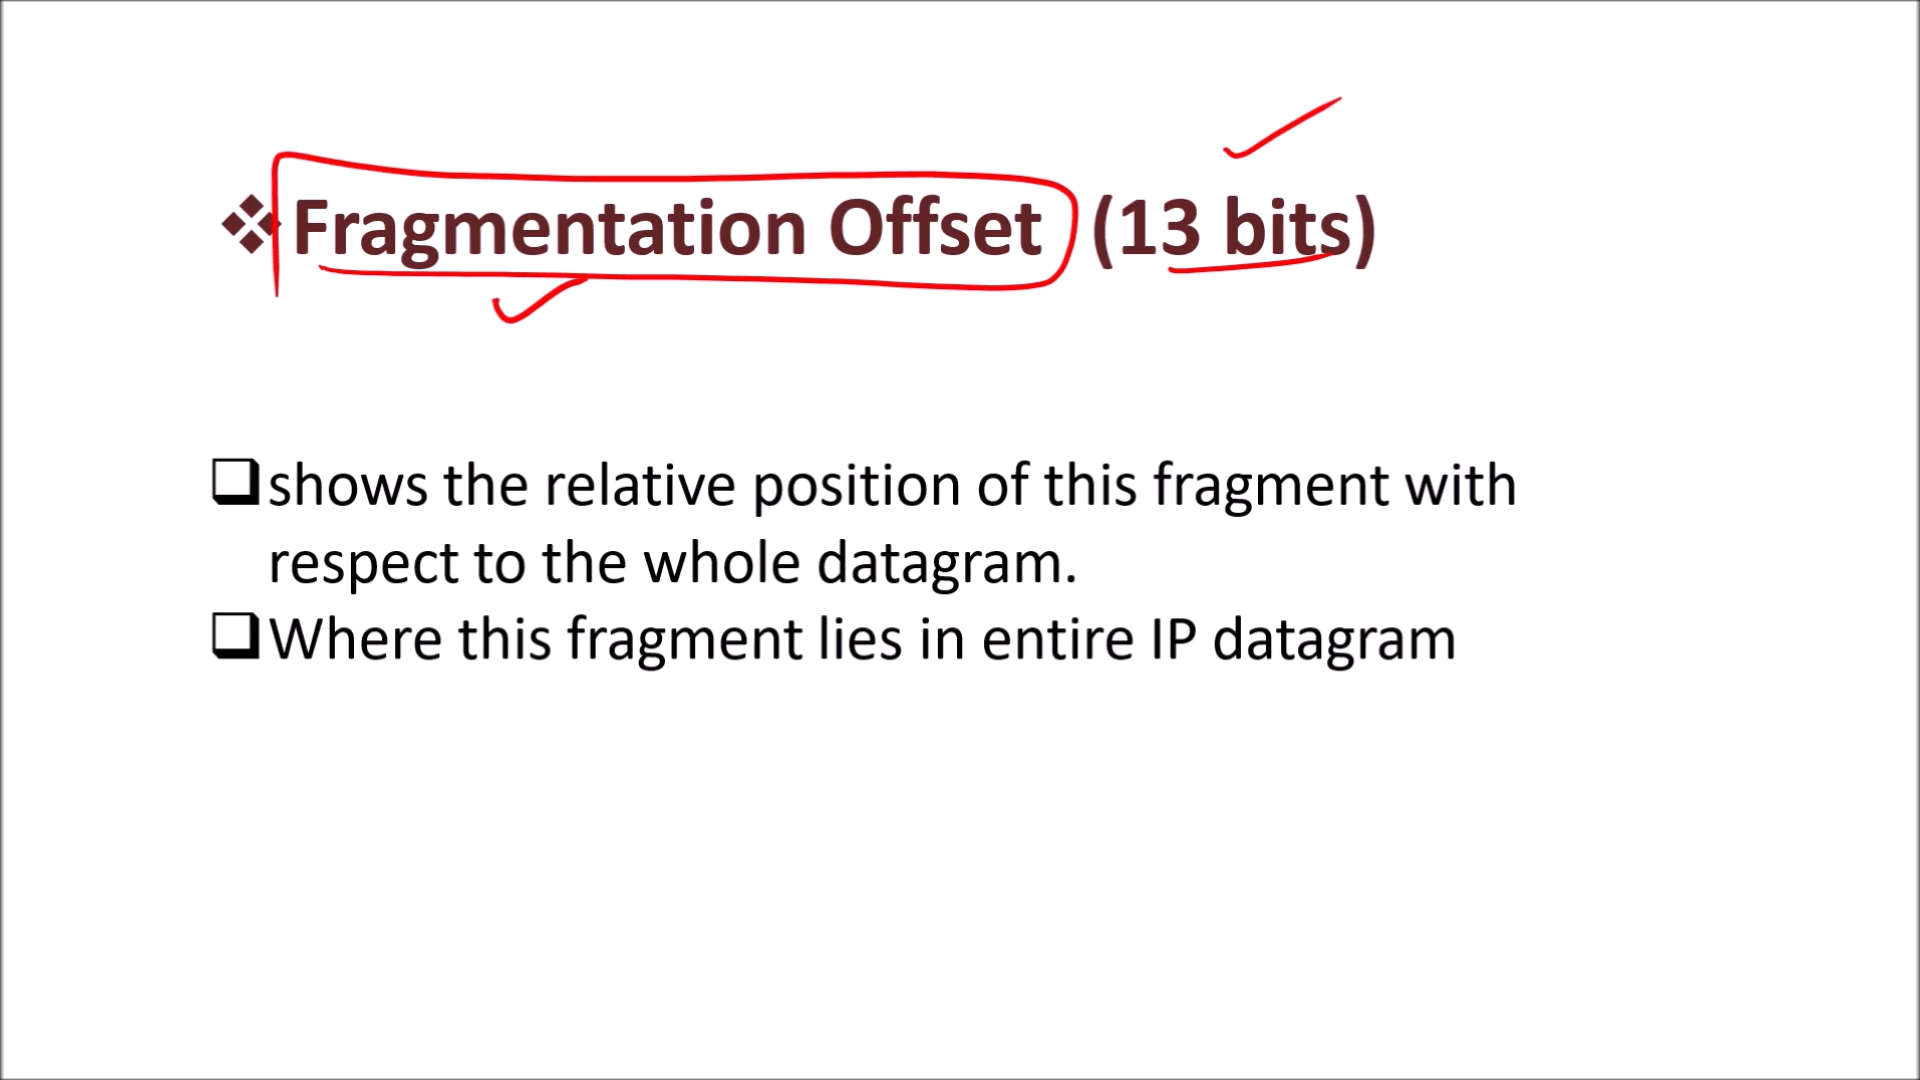 ❖Fragmentation Offset (13 bits)
❑shows the relative position of this fragment with
respect to the whole datagram.
❑Where this fragment lies in entire IP datagram